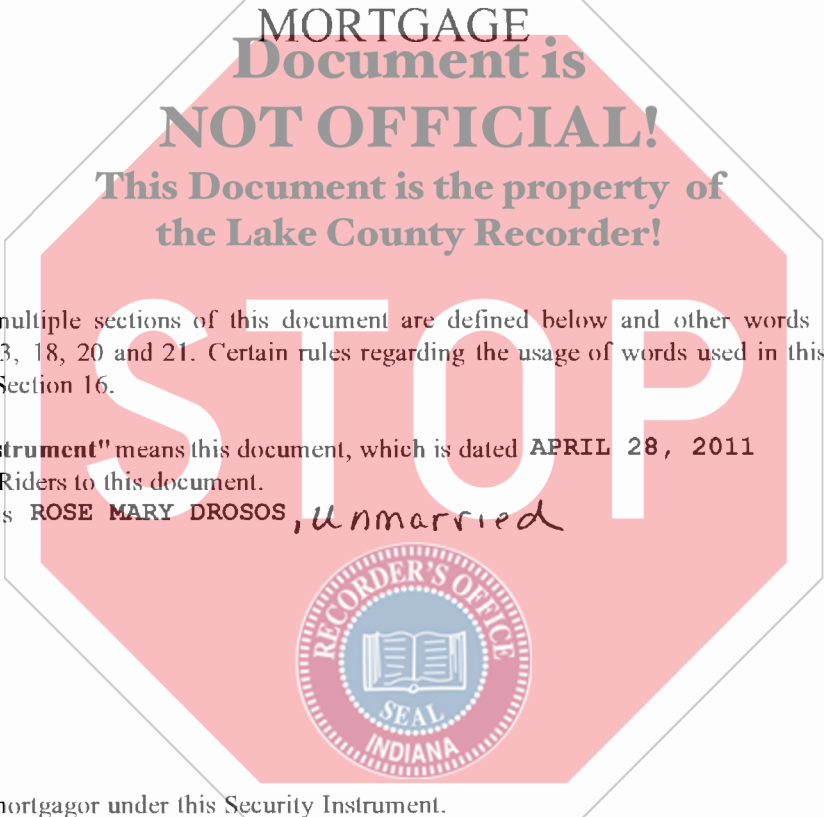 MORTGAGE
Document is
NOT OFFICIAL!
This Document is the property of
the Lake County Recorder!
multiple sections of this document are defined below and other words
3, 18, 20 and 21. Certain rules regarding the usage of words used in this
Section 16.
strument" means this document, which is dated APRIL 28, 2011
Riders to this document.
s ROSE MARY DROSOS, unmarried
STOP
RECORDER'S OFFICE
SEAL
INDIANA
mortgagor under this Security Instrument.